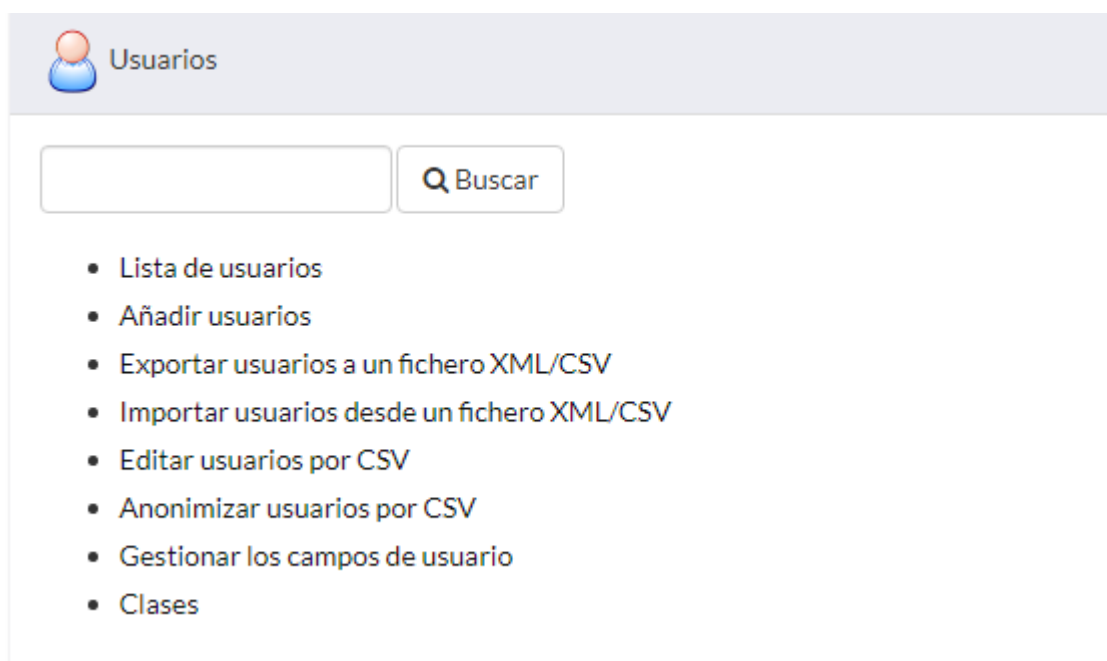 Usuarios
Buscar
Lista de usuarios
Añadir usuarios
Exportar usuarios a un fichero XML/CSV
Importar usuarios desde un fichero XML/CSV
Editar usuarios por CSV
Anonimizar usuarios por CSV
Gestionar los campos de usuario
Clases